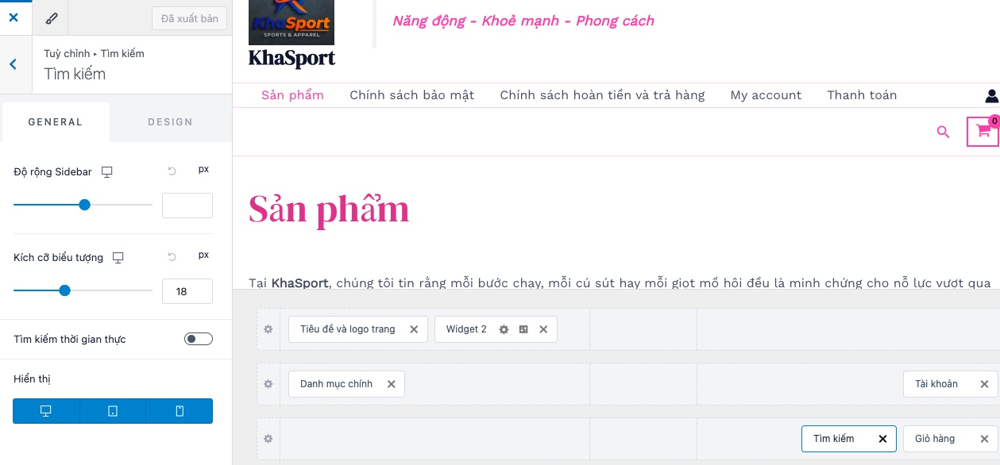 Đã xuất bản
Tuỳ chỉnh ▸ Tìm kiếm
Tìm kiếm
GENERAL
DESIGN
Độ rộng Sidebar
px
Kích cỡ biểu tượng
px
18
Tìm kiếm thời gian thực
Hiển thị
KhaSport
SPORTS & APPAREL
KhaSport
Năng động - Khoẻ mạnh - Phong cách
Sản phẩm
Chính sách bảo mật
Chính sách hoàn tiền và trả hàng
My account
Thanh toán
0
Sản phẩm
Tại KhaSport, chúng tôi tin rằng mỗi bước chạy, mỗi cú sút hay mỗi giọt mồ hôi đều là minh chứng cho nỗ lực vượt qua
Tiêu đề và logo trang
Widget 2
Danh mục chính
Tài khoản
Tìm kiếm
Giỏ hàng